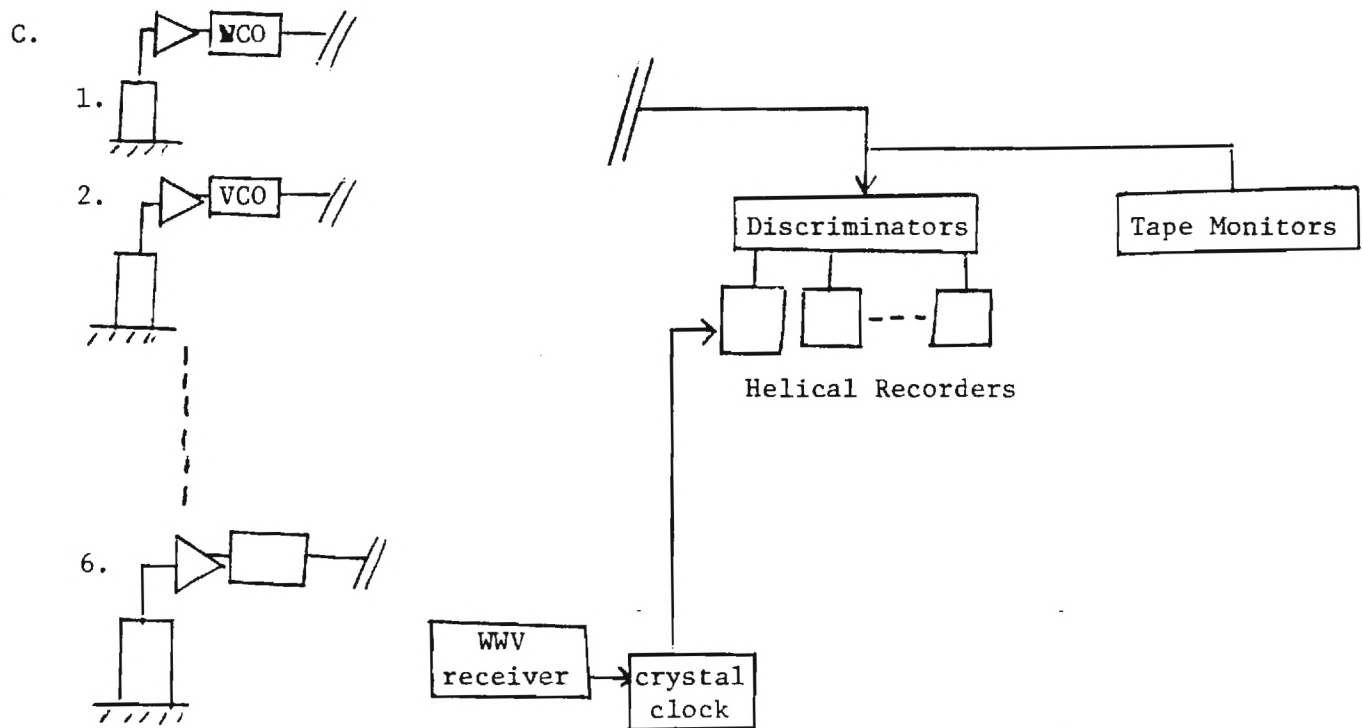 C.
VCO
1.
2.
VCO
Discriminators
Tape Monitors
Helical Recorders
6.
WWV
receiver
crystal
clock